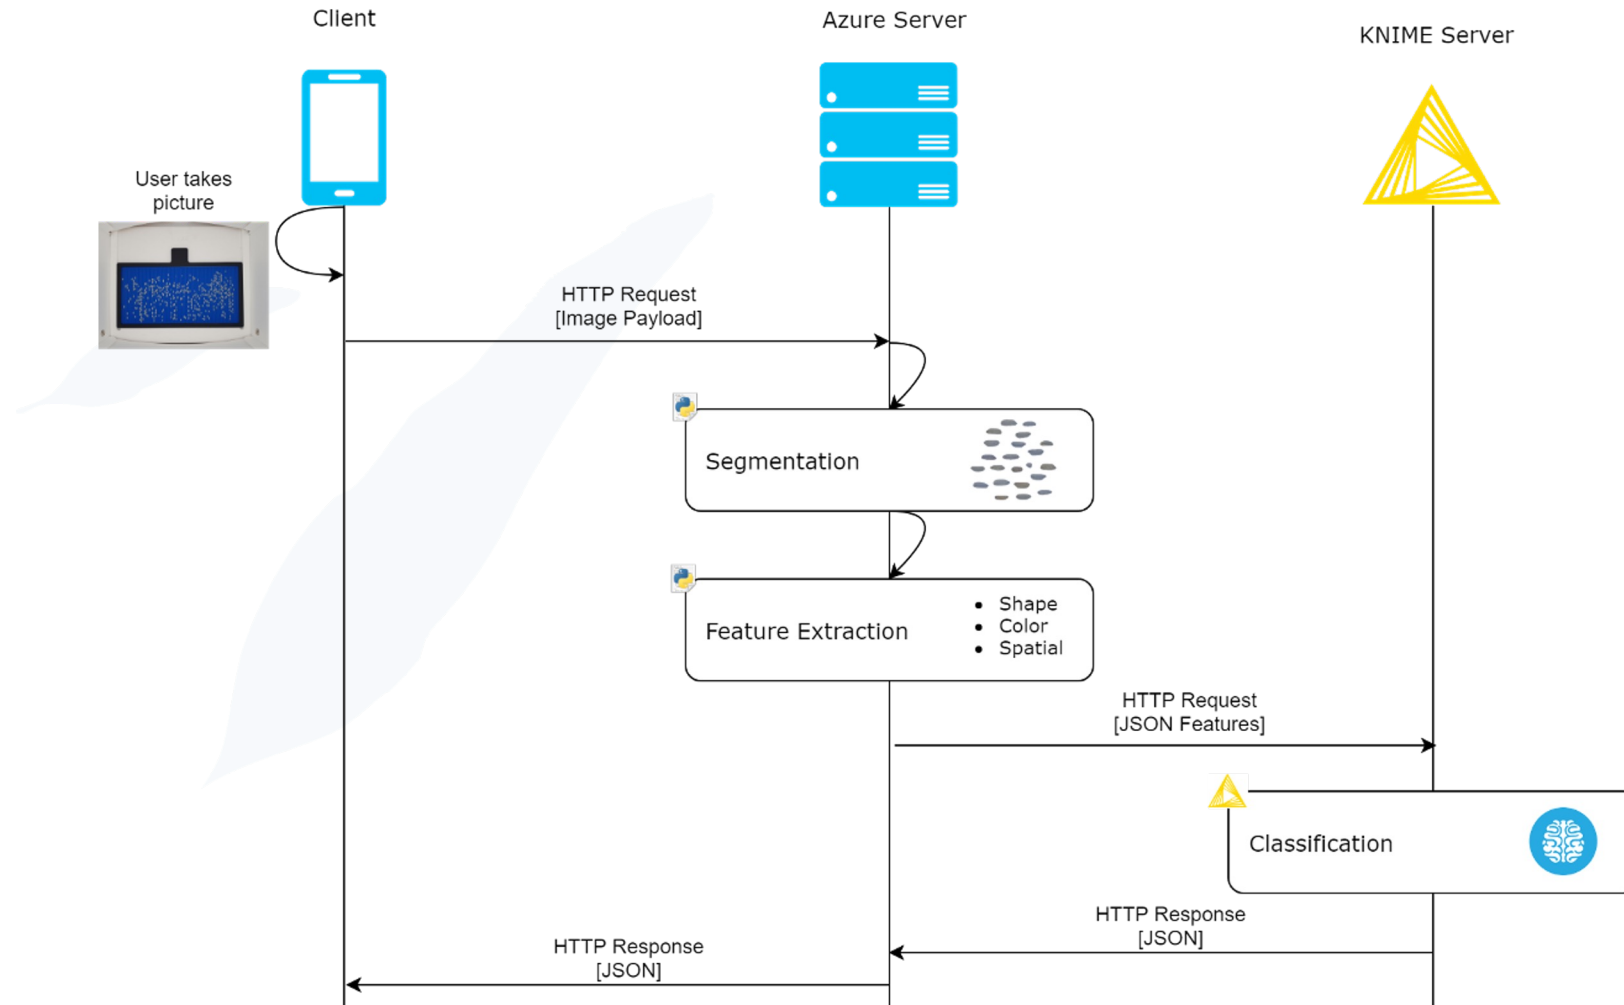 Client
Azure Server
KNIME Server
User takes
picture
HTTP Request
[Image Payload]
Segmentation
Feature Extraction
• Shape
• Color
• Spatial
HTTP Request
[JSON Features]
Classification
HTTP Response
[JSON]
HTTP Response
[JSON]